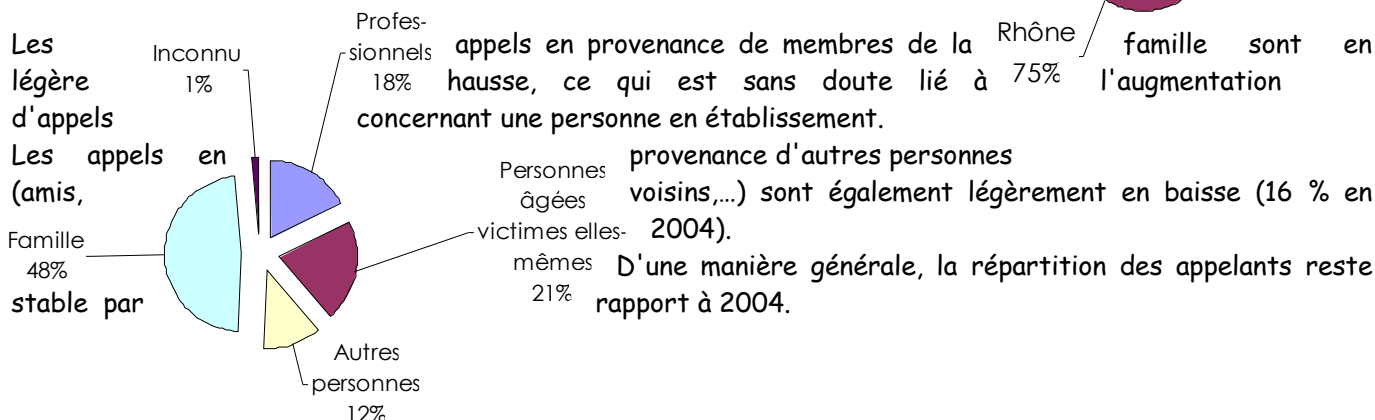 Les appels en provenance de membres de la famille sont en
légère hausse, ce qui est sans doute lié à l'augmentation
d'appels concernant une personne en établissement.
Les appels en provenance d'autres personnes
(amis, voisins,…) sont également légèrement en baisse (16 % en
2004).
D'une manière générale, la répartition des appelants reste
stable par rapport à 2004.
Rhône
75%
Inconnu
1%
Profes-
sionnels
18%
Personnes
âgées
victimes elles-
mêmes
21%
Famille
48%
Autres
personnes
12%